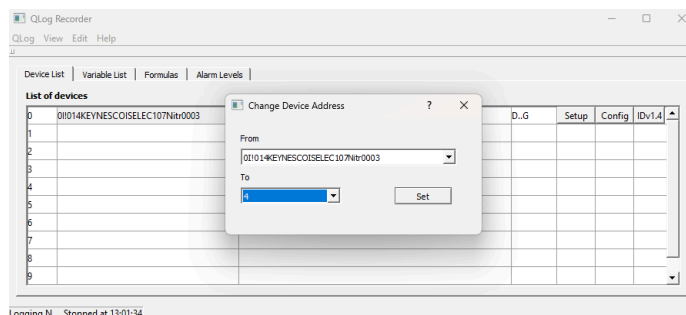 QLog Recorder
QLog View Edit Help
Device List Variable List Formulas Alarm Levels
List of devices
0 0I!014KEYNESCOISELEC107Nitr0003 D..G Setup Config IDv1.4
1
2
3
4
5
6
7
8
9
Change Device Address ?
From
0I!014KEYNESCOISELEC107Nitr0003
To
4 Set
Logging N... Stopped at 13:01:34